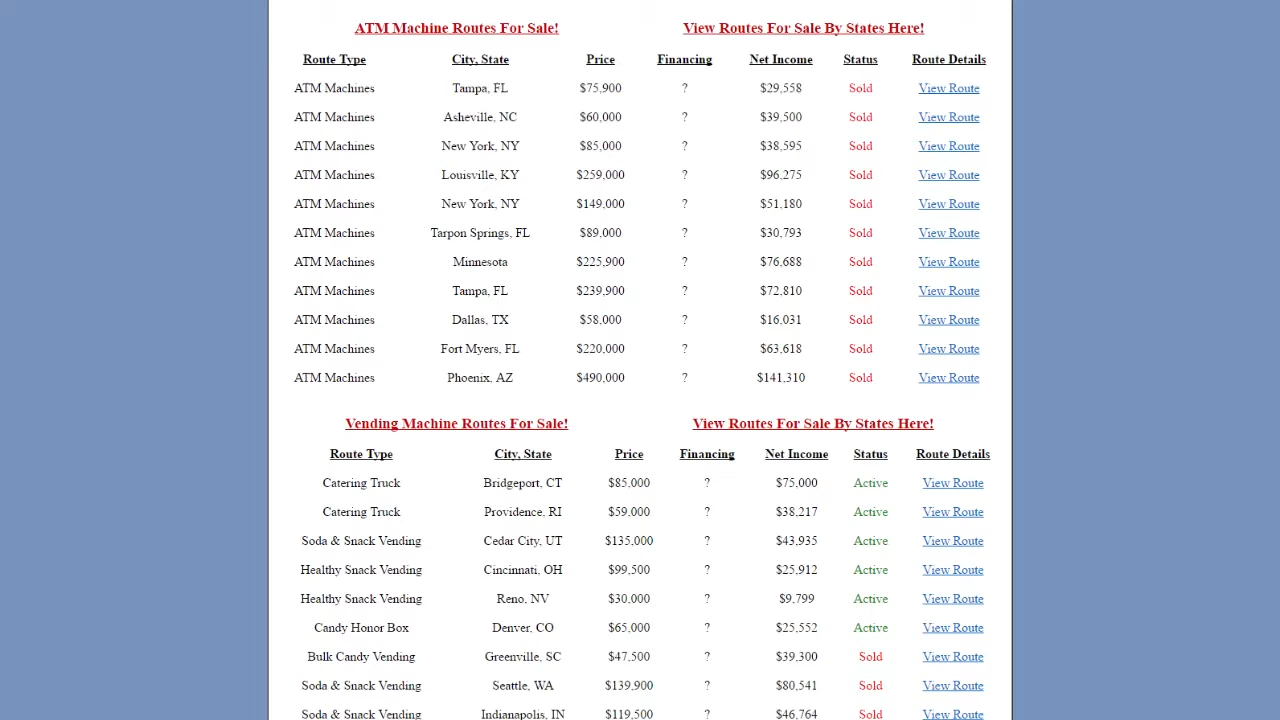 ATM Machine Routes For Sale! View Routes For Sale By States Here!
Route Type City, State Price Financing Net Income Status Route Details
ATM Machines Tampa, FL $75,900 ? $29,558 Sold View Route
ATM Machines Asheville, NC $60,000 ? $39,500 Sold View Route
ATM Machines New York, NY $85,000 ? $38,595 Sold View Route
ATM Machines Louisville, KY $259,000 ? $96,275 Sold View Route
ATM Machines New York, NY $149,000 ? $51,180 Sold View Route
ATM Machines Tarpon Springs, FL $89,000 ? $30,793 Sold View Route
ATM Machines Minnesota $225,900 ? $76,688 Sold View Route
ATM Machines Tampa, FL $239,900 ? $72,810 Sold View Route
ATM Machines Dallas, TX $58,000 ? $16,031 Sold View Route
ATM Machines Fort Myers, FL $220,000 ? $63,618 Sold View Route
ATM Machines Phoenix, AZ $490,000 ? $141,310 Sold View Route
Vending Machine Routes For Sale! View Routes For Sale By States Here!
Route Type City, State Price Financing Net Income Status Route Details
Catering Truck Bridgeport, CT $85,000 ? $75,000 Active View Route
Catering Truck Providence, RI $59,000 ? $38,217 Active View Route
Soda & Snack Vending Cedar City, UT $135,000 ? $43,935 Active View Route
Healthy Snack Vending Cincinnati, OH $99,500 ? $25,912 Active View Route
Healthy Snack Vending Reno, NV $30,000 ? $9,799 Active View Route
Candy Honor Box Denver, CO $65,000 ? $25,552 Active View Route
Bulk Candy Vending Greenville, SC $47,500 ? $39,300 Sold View Route
Soda & Snack Vending Seattle, WA $139,900 ? $80,541 Sold View Route
Soda & Snack Vending Indianapolis, IN $119,500 ? $46,764 Sold View Route